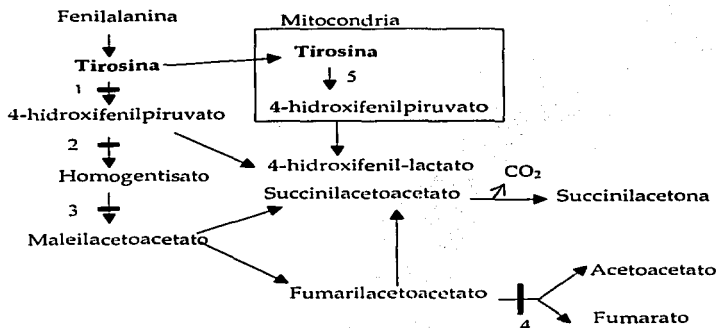 Fenilalanina
Mitocondria
Tirosina
Tirosina
1
5
4-hidroxifenilpiruvato
4-hidroxifenilpiruvato
2
4-hidroxifenil-lactato
CO₂
Homogentisato
Succinilacetoacetato
Succinilacetona
3
Maleilacetoacetato
Acetoacetato
Fumarilacetoacetato
4
Fumarato